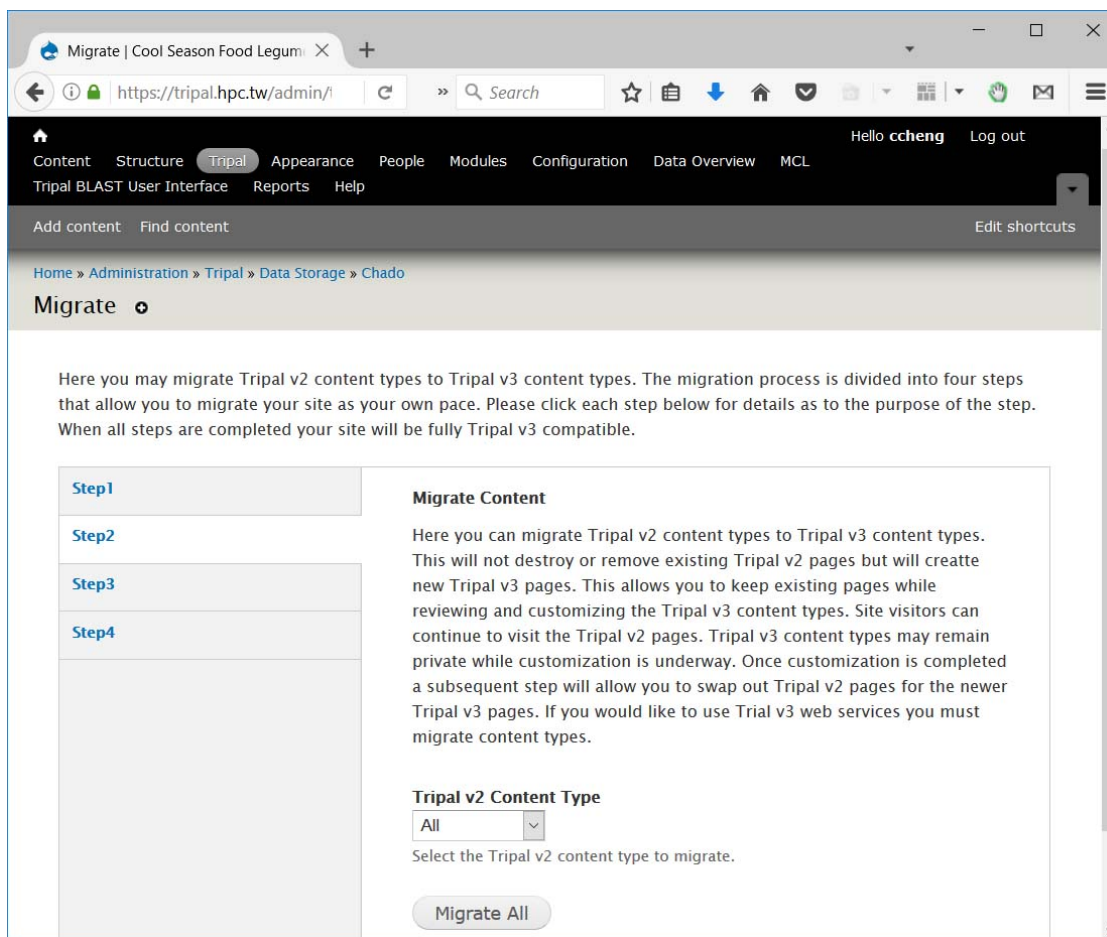 Migrate | Cool Season Food Legum
https://tripal.hpc.tw/admin/
Search
Hello ccheng Log out
Content Structure Tripal Appearance People Modules Configuration Data Overview MCL
Tripal BLAST User Interface Reports Help
Add content Find content Edit shortcuts
Home » Administration » Tripal » Data Storage » Chado
Migrate
Here you may migrate Tripal v2 content types to Tripal v3 content types. The migration process is divided into four steps
that allow you to migrate your site as your own pace. Please click each step below for details as to the purpose of the step.
When all steps are completed your site will be fully Tripal v3 compatible.
Step1
Step2
Step3
Step4
Migrate Content
Here you can migrate Tripal v2 content types to Tripal v3 content types.
This will not destroy or remove existing Tripal v2 pages but will creatte
new Tripal v3 pages. This allows you to keep existing pages while
reviewing and customizing the Tripal v3 content types. Site visitors can
continue to visit the Tripal v2 pages. Tripal v3 content types may remain
private while customization is underway. Once customization is completed
a subsequent step will allow you to swap out Tripal v2 pages for the newer
Tripal v3 pages. If you would like to use Trial v3 web services you must
migrate content types.
Tripal v2 Content Type
All
Select the Tripal v2 content type to migrate.
Migrate All